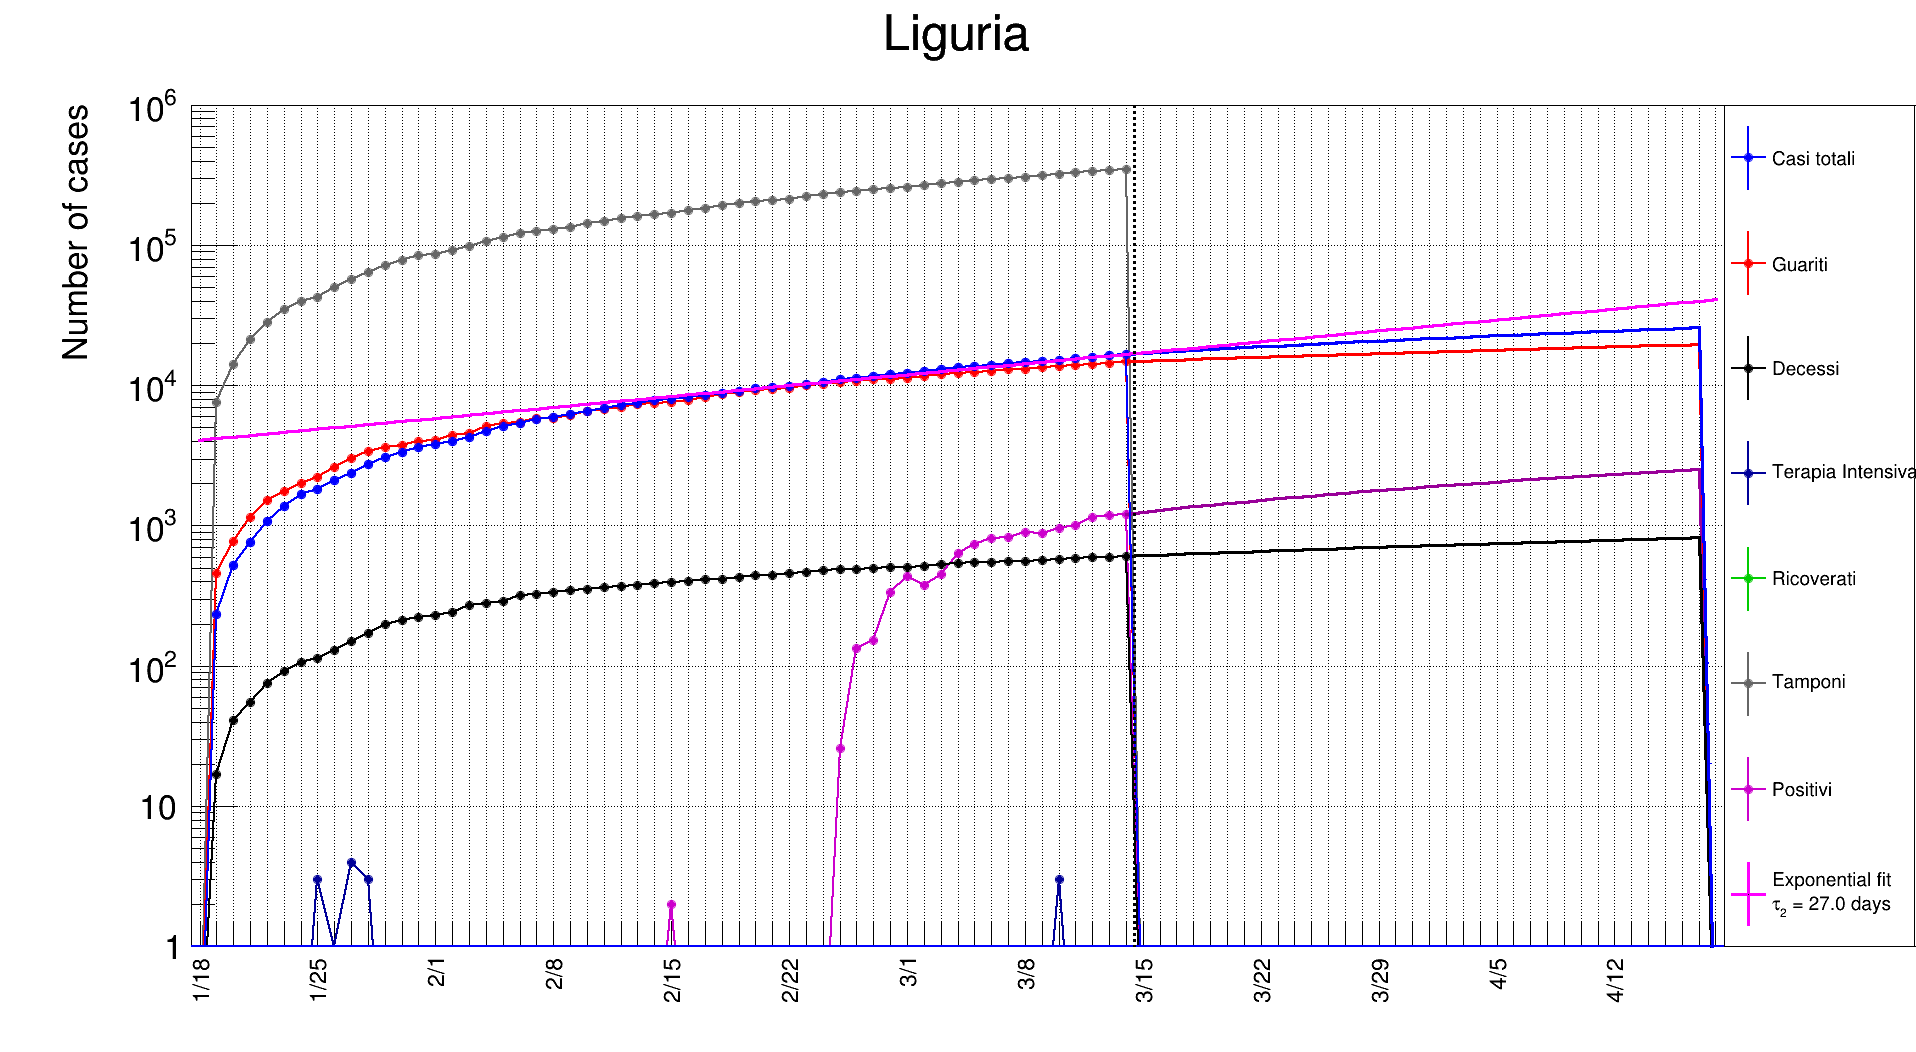 Liguria
Number of cases
10^6
10^5
10^4
10^3
10^2
10
1
1/18
1/25
2/1
2/8
2/15
2/22
3/1
3/8
3/15
3/22
3/29
4/5
4/12
Casi totali
Guariti
Decessi
Terapia Intensiva
Ricoverati
Tamponi
Positivi
Exponential fit
τ₂ = 27.0 days